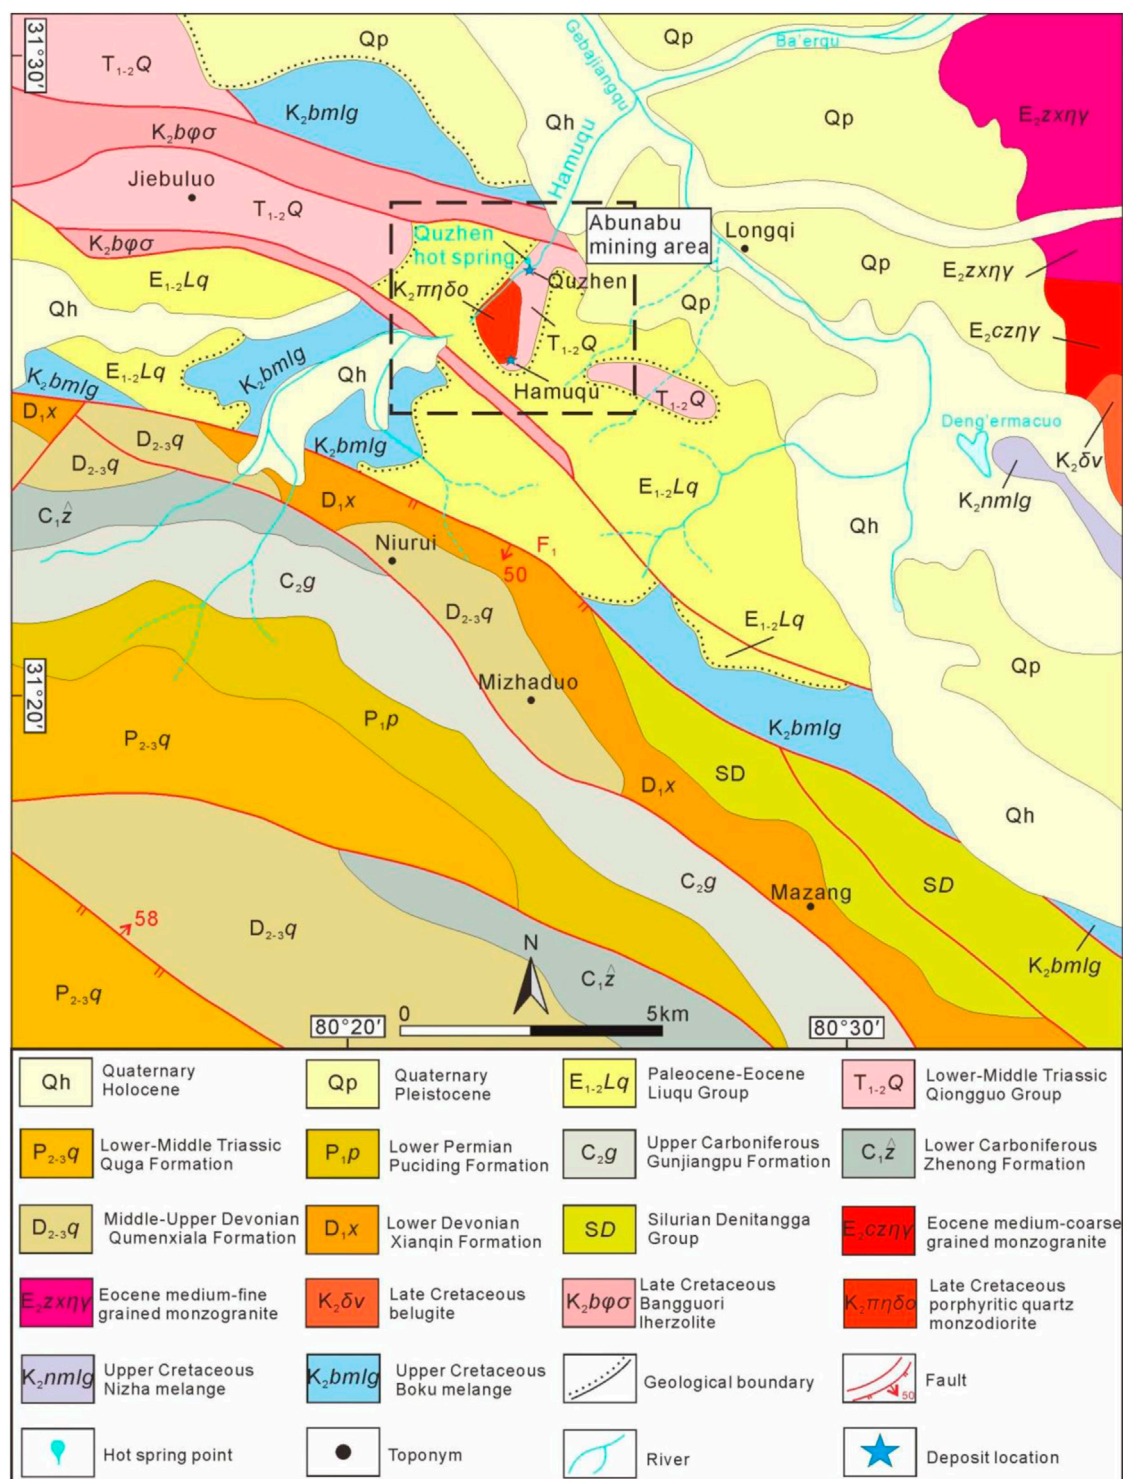 31°30′
T₁₋₂Q
Qp
Gebajiangqu
Qp
Ba'erqu
K₂bmlg
Qh
Qp
E₂zxηγ
K₂bφσ
Hamuqu
Jiebuluo
T₁₋₂Q
Abunabu
mining area
Longqi
K₂bφσ
Quzhen
hot spring
Qp
E₂zxηγ
E₁₋₂Lq
K₂πηδο
Quzhen
Qp
Qh
T₁₋₂Q
E₂czηγ
E₁₋₂Lq
K₂bmlg
Qh
Hamuqu
T₁₋₂Q
K₂bmlg
D₁x
D₂₋₃q
K₂bmlg
Deng'ermacuo
K₂δν
D₂₋₃q
D₁x
E₁₋₂Lq
K₂nmlg
C₁ẑ
Qh
Niurui
F₁
50
C₂g
D₂₋₃q
E₁₋₂Lq
31°20′
Qp
Mizhaduo
P₁p
K₂bmlg
P₂₋₃q
SD
D₁x
Qh
C₂g
Mazang
SD
58
D₂₋₃q
N
K₂bmlg
C₁ẑ
P₂₋₃q
80°20′
0
5km
80°30′
Qh
Quaternary
Holocene
Qp
Quaternary
Pleistocene
E₁₋₂Lq
Paleocene-Eocene
Liuqu Group
T₁₋₂Q
Lower-Middle Triassic
Qiongguo Group
P₂₋₃q
Lower-Middle Triassic
Quga Formation
P₁p
Lower Permian
Puciding Formation
C₂g
Upper Carboniferous
Gunjiangpu Formation
C₁ẑ
Lower Carboniferous
Zhenong Formation
D₂₋₃q
Middle-Upper Devonian
Qumenxiala Formation
D₁x
Lower Devonian
Xianqin Formation
SD
Silurian Denitangga
Group
E₂czηγ
Eocene medium-coarse
grained monzogranite
E₂zxηγ
Eocene medium-fine
grained monzogranite
K₂δν
Late Cretaceous
belugite
K₂bφσ
Late Cretaceous
Bangguori
lherzolite
K₂πηδο
Late Cretaceous
porphyritic quartz
monzodiorite
K₂nmlg
Upper Cretaceous
Nizha melange
K₂bmlg
Upper Cretaceous
Boku melange
Geological boundary
50
Fault
Hot spring point
Toponym
River
Deposit location